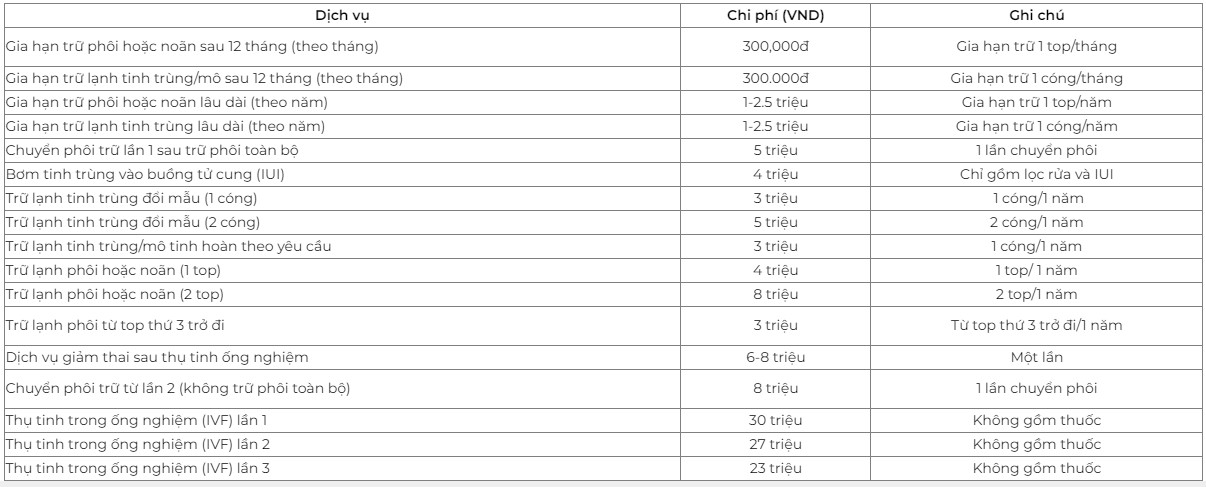 Dịch vụ Chi phí (VND) Ghi chú
Gia hạn trữ phôi hoặc noãn sau 12 tháng (theo tháng) 300,000đ Gia hạn trữ 1 top/tháng
Gia hạn trữ lạnh tinh trùng/mô sau 12 tháng (theo tháng) 300.000đ Gia hạn trữ 1 cóng/tháng
Gia hạn trữ phôi hoặc noãn lâu dài (theo năm) 1-2.5 triệu Gia hạn trữ 1 top/năm
Gia hạn trữ lạnh tinh trùng lâu dài (theo năm) 1-2.5 triệu Gia hạn trữ 1 cóng/năm
Chuyển phôi trữ lần 1 sau trữ phôi toàn bộ 5 triệu 1 lần chuyển phôi
Bơm tinh trùng vào buồng tử cung (IUI) 4 triệu Chỉ gồm lọc rửa và IUI
Trữ lạnh tinh trùng đổi mẫu (1 cóng) 3 triệu 1 cóng/1 năm
Trữ lạnh tinh trùng đổi mẫu (2 cóng) 5 triệu 2 cóng/1 năm
Trữ lạnh tinh trùng/mô tinh hoàn theo yêu cầu 3 triệu 1 cóng/1 năm
Trữ lạnh phôi hoặc noãn (1 top) 4 triệu 1 top/ 1 năm
Trữ lạnh phôi hoặc noãn (2 top) 8 triệu 2 top/1 năm
Trữ lạnh phôi từ top thứ 3 trở đi 3 triệu Từ top thứ 3 trở đi/1 năm
Dịch vụ giảm thai sau thụ tinh ống nghiệm 6-8 triệu Một lần
Chuyển phôi trữ từ lần 2 (không trữ phôi toàn bộ) 8 triệu 1 lần chuyển phôi
Thụ tinh trong ống nghiệm (IVF) lần 1 30 triệu Không gồm thuốc
Thụ tinh trong ống nghiệm (IVF) lần 2 27 triệu Không gồm thuốc
Thụ tinh trong ống nghiệm (IVF) lần 3 23 triệu Không gồm thuốc